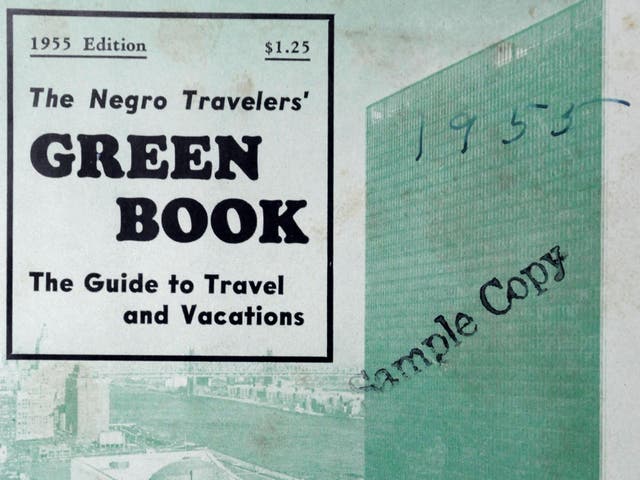 1955 Edition
$1.25
The Negro Travelers'
GREEN
BOOK
The Guide to Travel
and Vacations
1955
Sample Copy